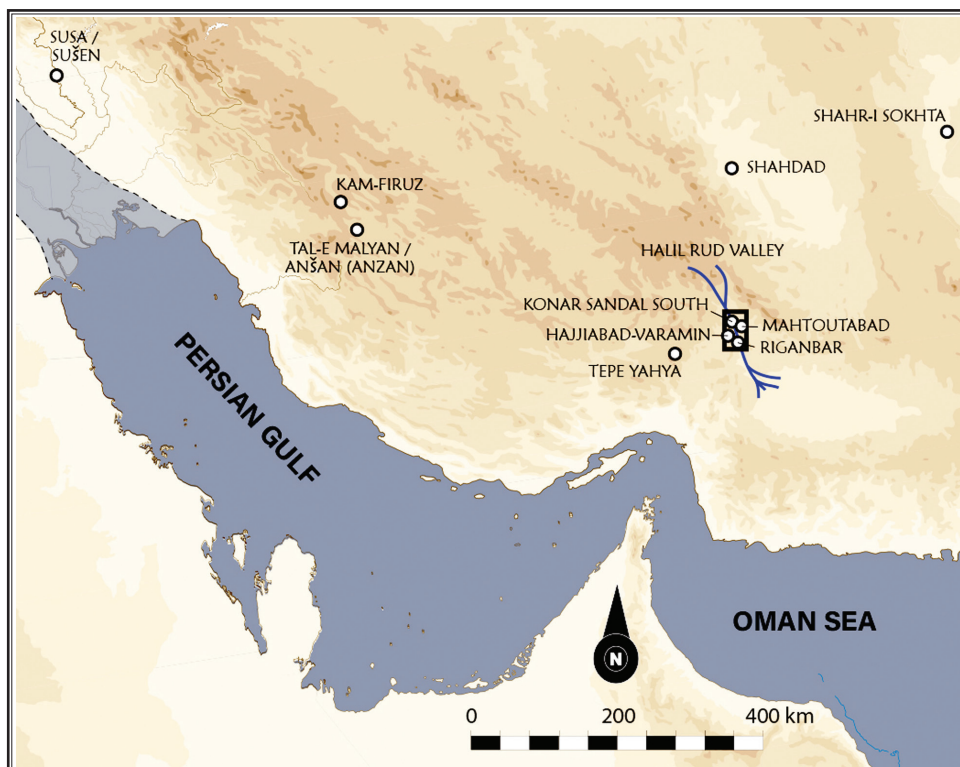 SUSA /
SUŠEN
SHAHR-I SOKHTA
SHAHDAD
KAM-FIRUZ
TAL-E MALYAN /
ANŠAN (ANZAN)
HALIL RUD VALLEY
KONAR SANDAL SOUTH
MAHTOUTABAD
HAJJIABAD-VARAMIN
RIGANBAR
TEPE YAHYA
PERSIAN GULF
OMAN SEA
N
0 200 400 km